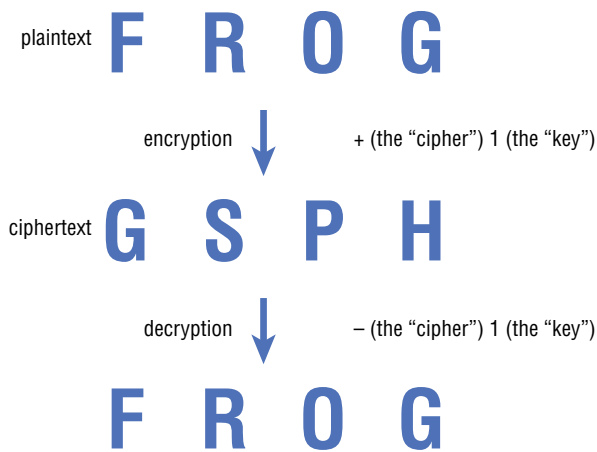 plaintext F R O G
encryption + (the “cipher”) 1 (the “key”)
ciphertext G S P H
decryption – (the “cipher”) 1 (the “key”)
F R O G